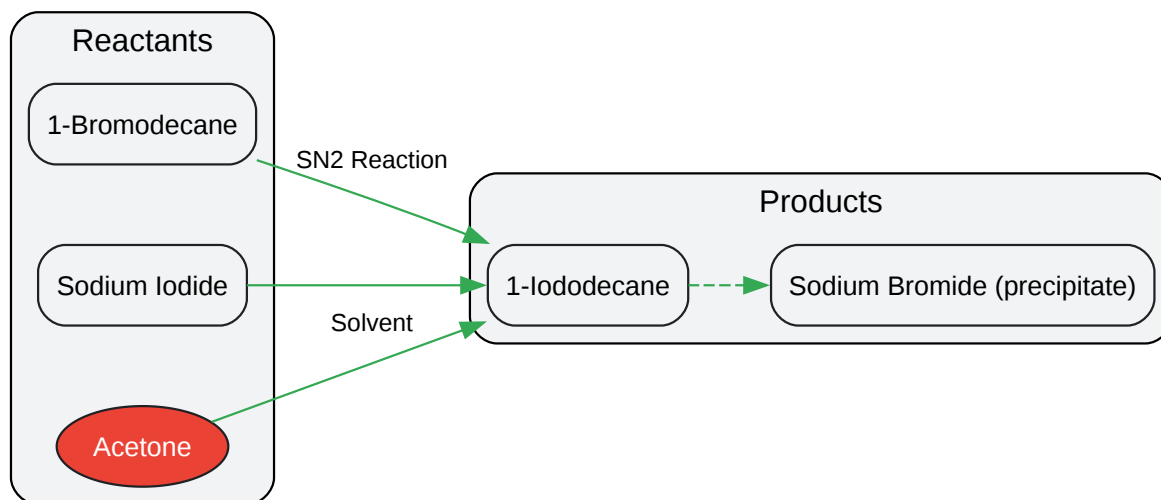 Reactants
1-Bromodecane
SN2 Reaction
Products
Sodium Iodide
1-Iododecane
Sodium Bromide (precipitate)
Solvent
Acetone